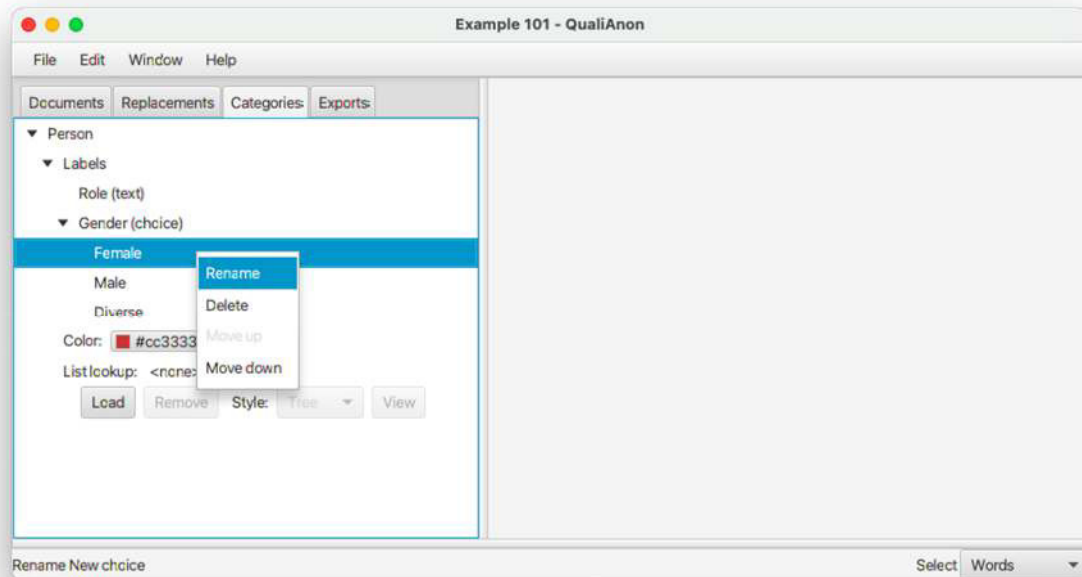 Example 101 - QualiAnon
File Edit Window Help
Documents Replacements Categories Exports
Person
Labels
Role (text)
Gender (choice)
Female
Male
Diverse
Color: #cc3333
List lookup: <none>
Load Remove Style: Tree View
Rename
Delete
Move up
Move down
Rename New choice
Select Words